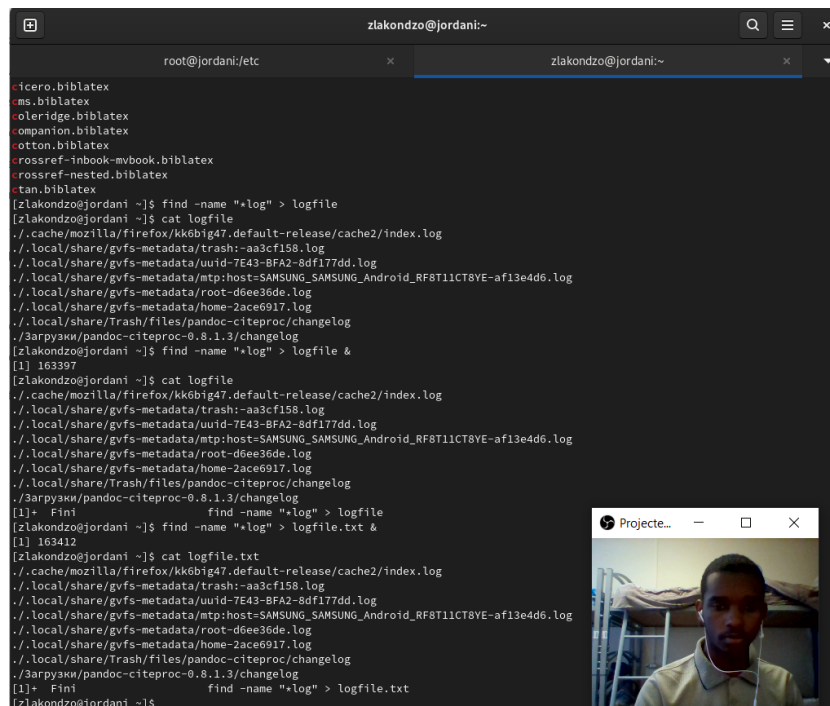 zlakondzo@jordani:~
root@jordani:/etc
zlakondzo@jordani:~
cicero.biblatex
cms.biblatex
coleridge.biblatex
companion.biblatex
cotton.biblatex
crossref-inbook-mvbook.biblatex
crossref-nested.biblatex
ctan.biblatex
[zlakondzo@jordani ~]$ find -name "*log" > logfile
[zlakondzo@jordani ~]$ cat logfile
./.cache/mozilla/firefox/kk6big47.default-release/cache2/index.log
./.local/share/gvfs-metadata/trash:-aa3cf158.log
./.local/share/gvfs-metadata/uuid-7E43-BFA2-8df177dd.log
./.local/share/gvfs-metadata/mtp:host=SAMSUNG_SAMSUNG_Android_RF8T11CT8YE-af13e4d6.log
./.local/share/gvfs-metadata/root-d6ee36de.log
./.local/share/gvfs-metadata/home-2ace6917.log
./.local/share/Trash/files/pandoc-citeproc/changelog
./Загрузки/pandoc-citeproc-0.8.1.3/changelog
[zlakondzo@jordani ~]$ find -name "*log" > logfile &
[1] 163397
[zlakondzo@jordani ~]$ cat logfile
./.cache/mozilla/firefox/kk6big47.default-release/cache2/index.log
./.local/share/gvfs-metadata/trash:-aa3cf158.log
./.local/share/gvfs-metadata/uuid-7E43-BFA2-8df177dd.log
./.local/share/gvfs-metadata/mtp:host=SAMSUNG_SAMSUNG_Android_RF8T11CT8YE-af13e4d6.log
./.local/share/gvfs-metadata/root-d6ee36de.log
./.local/share/gvfs-metadata/home-2ace6917.log
./.local/share/Trash/files/pandoc-citeproc/changelog
./Загрузки/pandoc-citeproc-0.8.1.3/changelog
[1]+  Fini                    find -name "*log" > logfile
[zlakondzo@jordani ~]$ find -name "*log" > logfile.txt &
[1] 163412
[zlakondzo@jordani ~]$ cat logfile.txt
./.cache/mozilla/firefox/kk6big47.default-release/cache2/index.log
./.local/share/gvfs-metadata/trash:-aa3cf158.log
./.local/share/gvfs-metadata/uuid-7E43-BFA2-8df177dd.log
./.local/share/gvfs-metadata/mtp:host=SAMSUNG_SAMSUNG_Android_RF8T11CT8YE-af13e4d6.log
./.local/share/gvfs-metadata/root-d6ee36de.log
./.local/share/gvfs-metadata/home-2ace6917.log
./.local/share/Trash/files/pandoc-citeproc/changelog
./Загрузки/pandoc-citeproc-0.8.1.3/changelog
[1]+  Fini                    find -name "*log" > logfile.txt
[zlakondzo@jordani ~]$
Projecte...